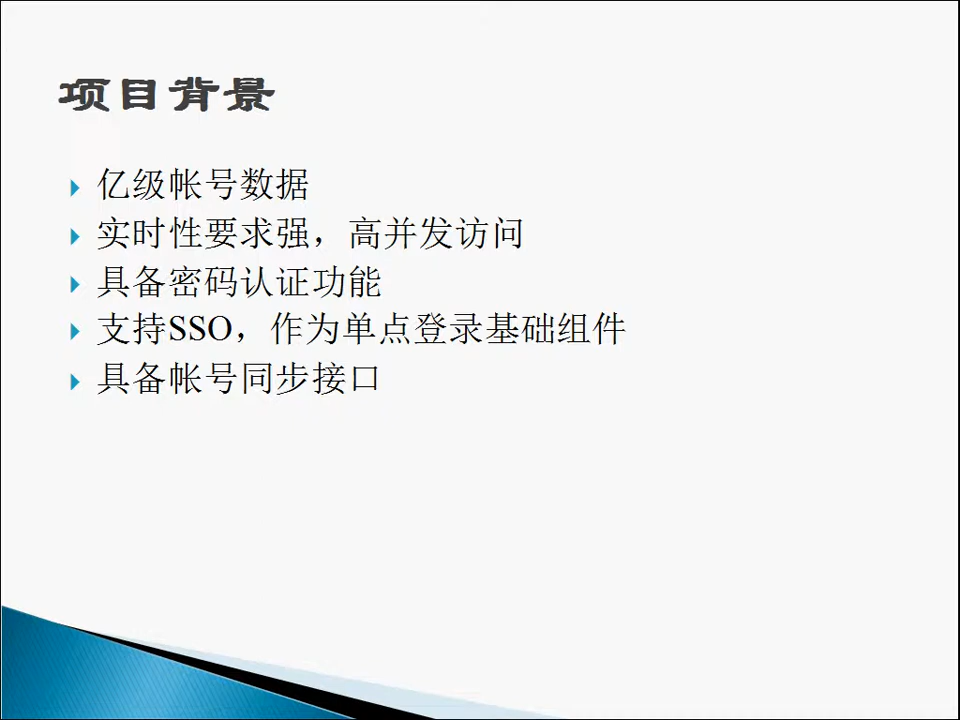 项目背景
亿级帐号数据
实时性要求强，高并发访问
具备密码认证功能
支持SSO，作为单点登录基础组件
具备帐号同步接口